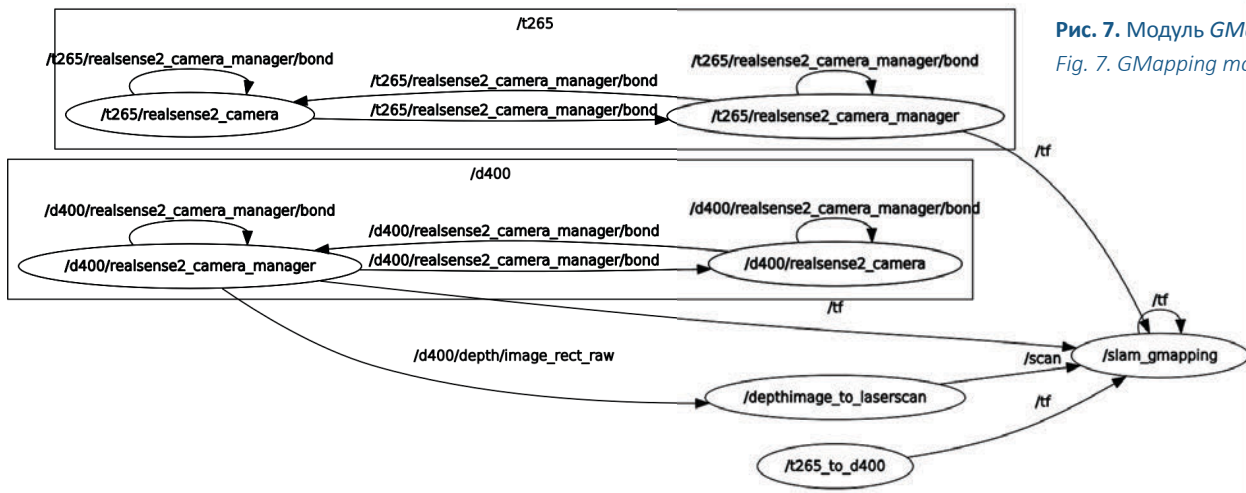 /t265
Рис. 7. Модуль
Fig. 7. GMapping
/t265/realsense2_camera_manager/bond
/t265/realsense2_camera_manager/bond
/t265/realsense2_camera_manager/bond
/t265/realsense2_camera
/t265/realsense2_camera_manager/bond
/t265/realsense2_camera_manager
/tf
/d400
/d400/realsense2_camera_manager/bond
/d400/realsense2_camera_manager/bond
/d400/realsense2_camera_manager/bond
/d400/realsense2_camera_manager
/d400/realsense2_camera_manager/bond
/d400/realsense2_camera
/tf
/tf
/d400/depth/image_rect_raw
/scan
/slam_gmapping
/depthimage_to_laserscan
/tf
/t265_to_d400